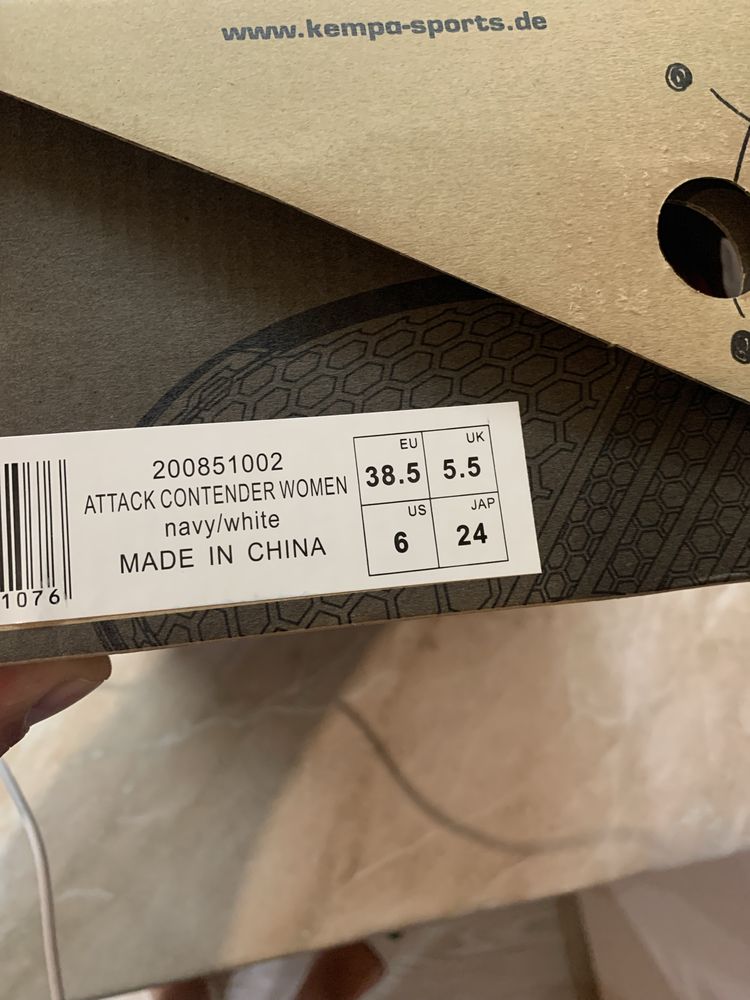 www.kempa-sports.de
200851002
ATTACK CONTENDER WOMEN
navy/white
MADE IN CHINA
EU
38.5
UK
5.5
US
6
JAP
24
1076